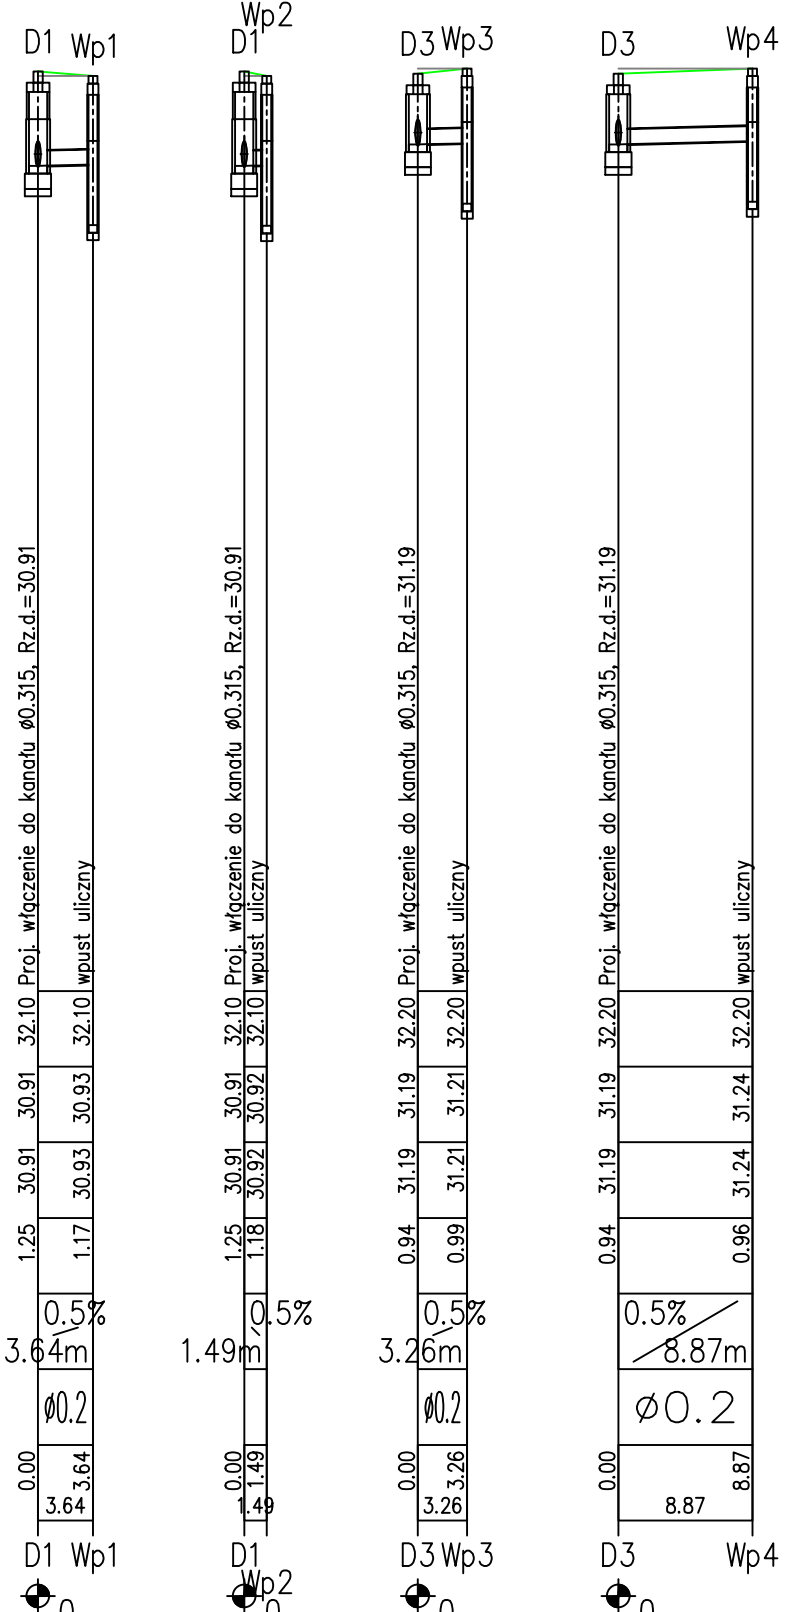 Wp2
D1 Wp1 D1 D3 Wp3 D3 Wp4
Proj. włączenie do kanału ø0.315, Rz.d.=30.91
wpust uliczny
Proj. włączenie do kanału ø0.315, Rz.d.=30.91
wpust uliczny
Proj. włączenie do kanału ø0.315, Rz.d.=31.19
wpust uliczny
Proj. włączenie do kanału ø0.315, Rz.d.=31.19
wpust uliczny
32.10 32.10 32.10 32.10 32.20 32.20 32.20 32.20
30.91 30.93 30.91 30.92 31.19 31.21 31.19 31.24
30.91 30.93 30.91 30.92 31.19 31.21 31.19 31.24
1.25 1.17 1.25 1.18 0.94 0.99 0.94 0.96
0.5% 0.5% 0.5% 0.5%
3.64m 1.49m 3.26m 8.87m
ø0.2 ø0.2 ø0.2
0.00 3.64 0.00 1.49 0.00 3.26 0.00 8.87
3.64 1.49 3.26 8.87
D1 Wp1 D1 D3 Wp3 D3 Wp4
Wp2